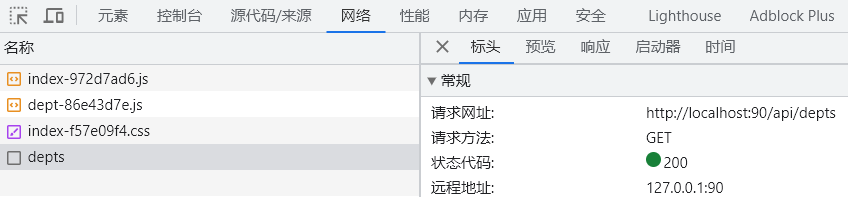 元素 控制台 源代码/来源 网络 性能 内存 应用 安全 Lighthouse Adblock Plus
名称
标头 预览 响应 启动器 时间
index-972d7ad6.js
dept-86e43d7e.js
index-f57e09f4.css
depts
常规
请求网址: http://localhost:90/api/depts
请求方法: GET
状态代码: 200
远程地址: 127.0.0.1:90